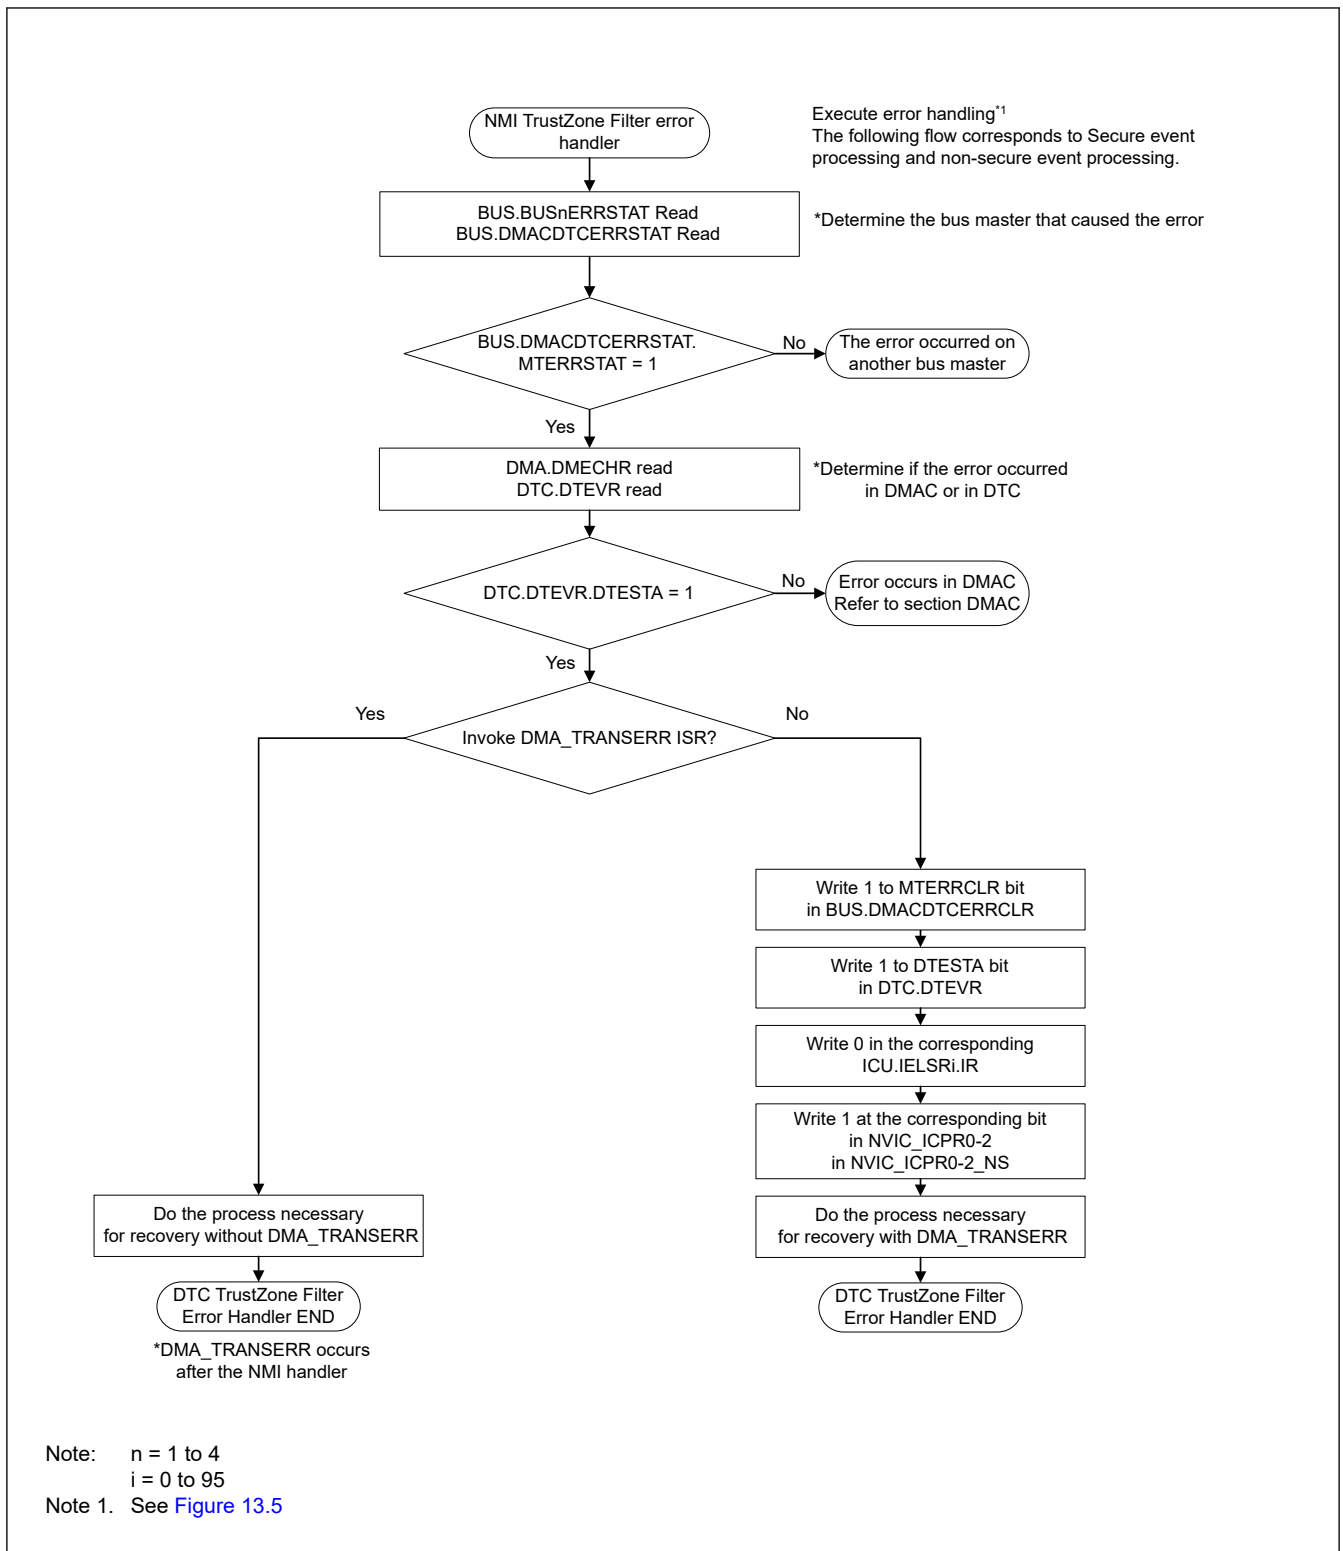 NMI TrustZone Filter error
handler
Execute error handling*1
The following flow corresponds to Secure event
processing and non-secure event processing.
BUS.BUSnERRSTAT Read
BUS.DMACDTCERRSTAT Read
*Determine the bus master that caused the error
BUS.DMACDTCERRSTAT.
MTERRSTAT = 1
No
The error occurred on
another bus master
Yes
DMA.DMECHR read
DTC.DTEVR read
*Determine if the error occurred
in DMAC or in DTC
DTC.DTEVR.DTESTA = 1
No
Error occurs in DMAC
Refer to section DMAC
Yes
Yes
Invoke DMA_TRANSERR ISR?
No
Write 1 to MTERRCLR bit
in BUS.DMACDTCERRCLR
Write 1 to DTESTA bit
in DTC.DTEVR
Write 0 in the corresponding
ICU.IELSRi.IR
Write 1 at the corresponding bit
in NVIC_ICPR0-2
in NVIC_ICPR0-2_NS
Do the process necessary
for recovery without DMA_TRANSERR
Do the process necessary
for recovery with DMA_TRANSERR
DTC TrustZone Filter
Error Handler END
DTC TrustZone Filter
Error Handler END
*DMA_TRANSERR occurs
after the NMI handler
Note: n = 1 to 4
i = 0 to 95
Note 1. See Figure 13.5